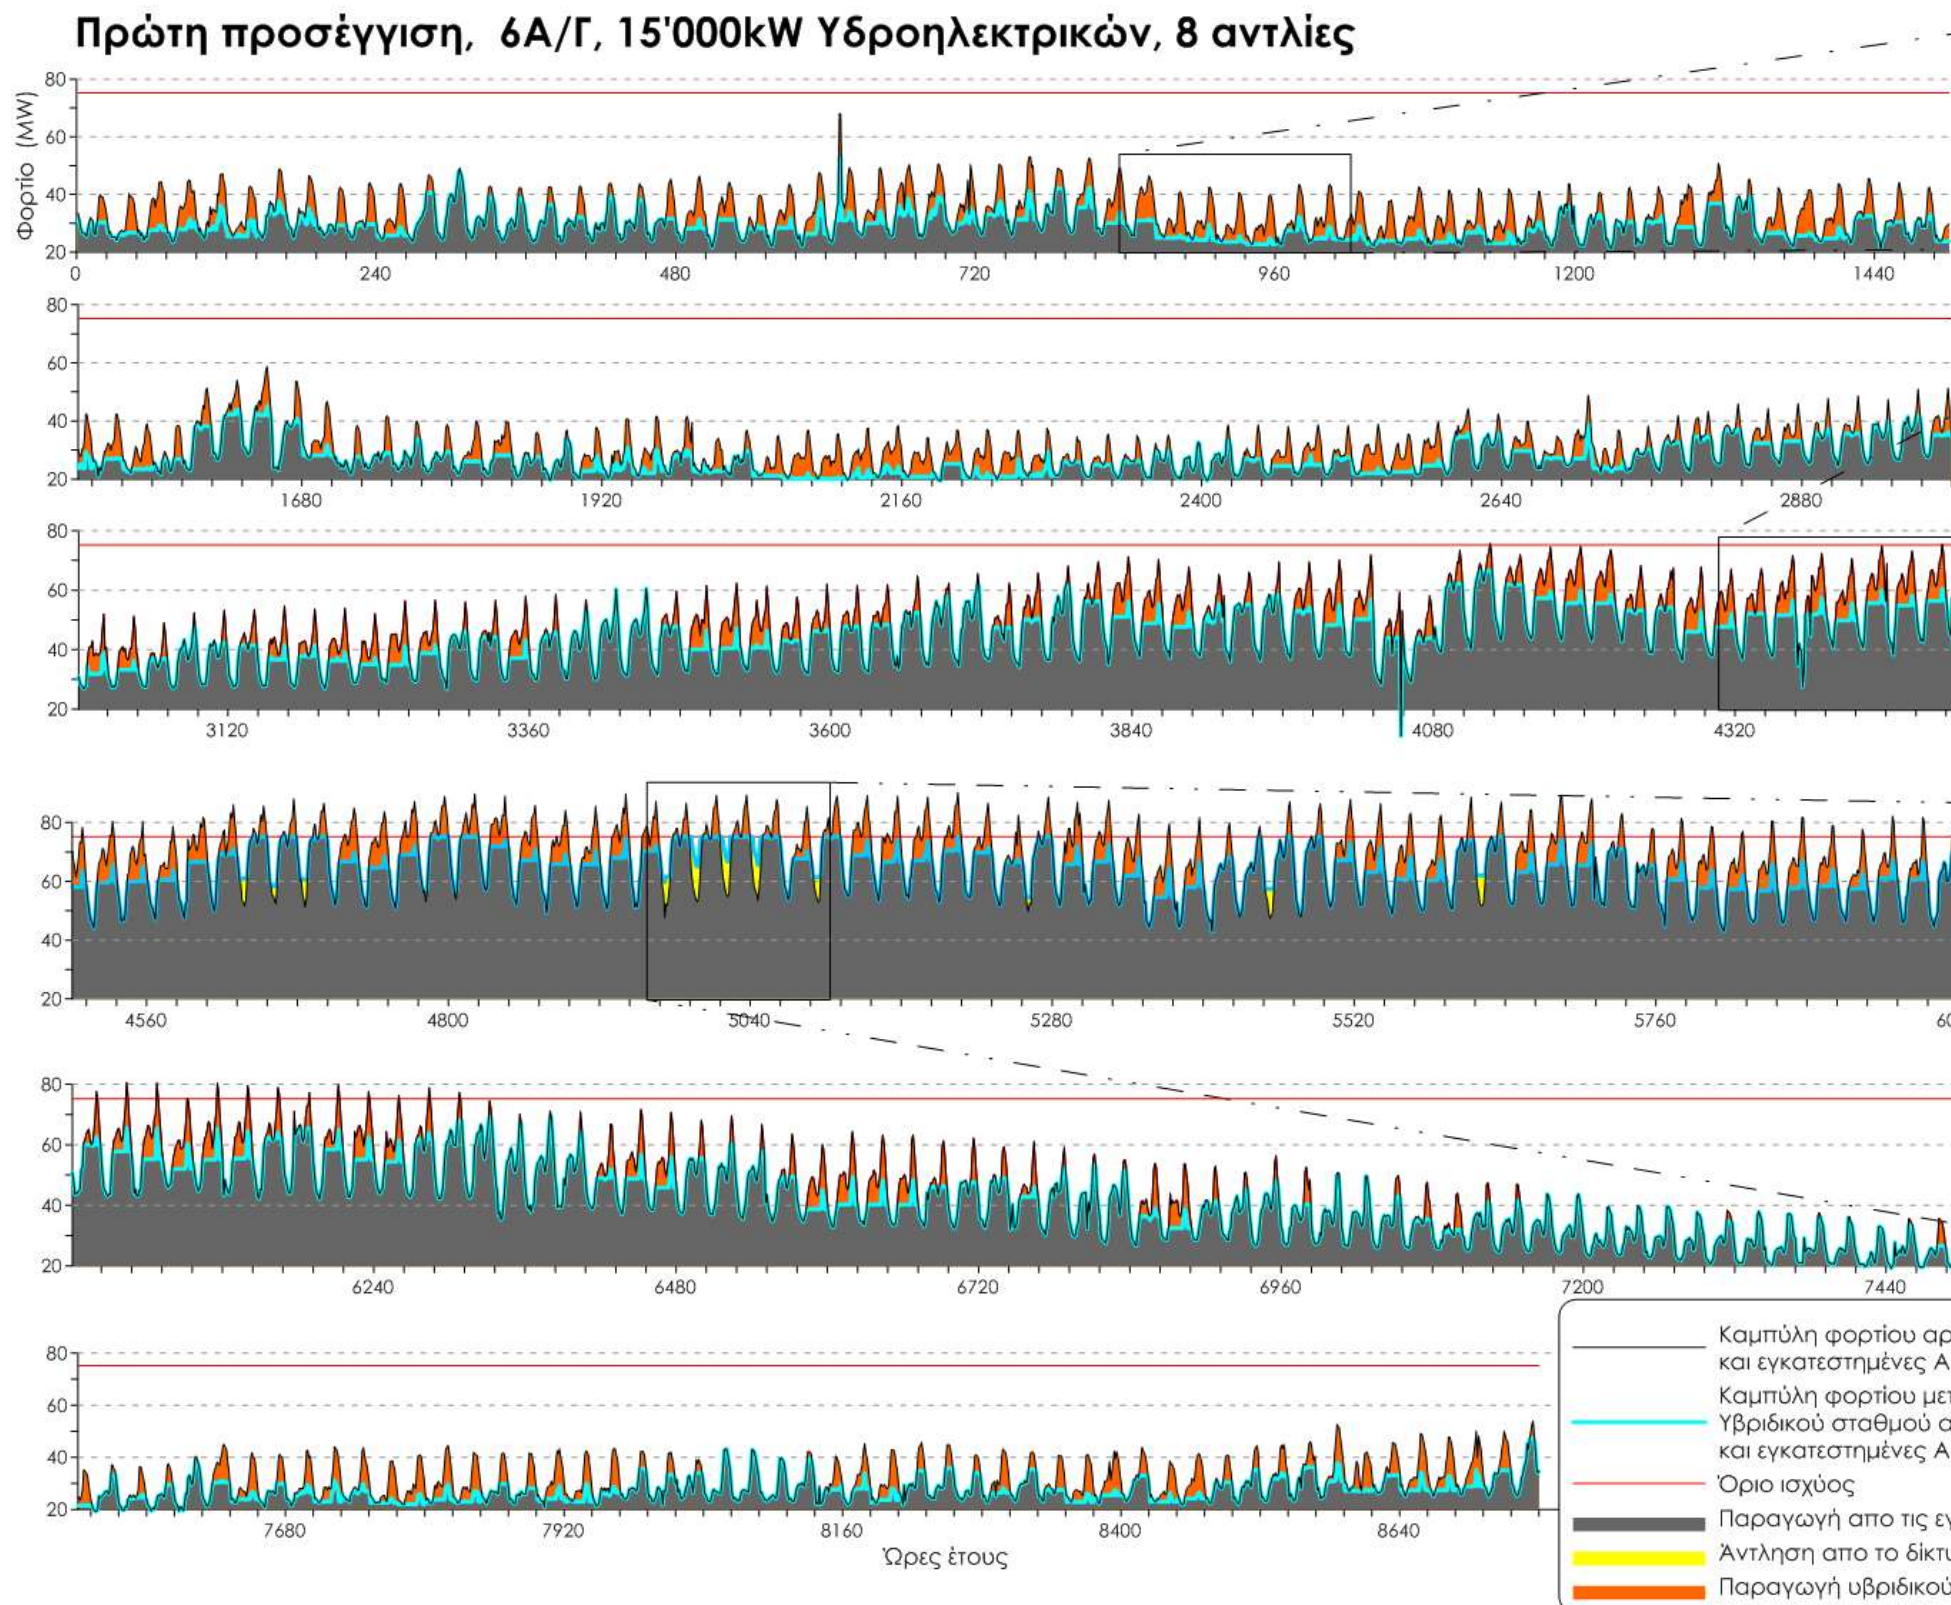 Πρώτη προσέγγιση, 6Α/Γ, 15'000kW Υδροηλεκτρικών, 8 αντλίες
Φορτίο (MW)
80
60
40
20
0 240 480 720 960 1200 1440
80
60
40
20
1680 1920 2160 2400 2640 2880
80
60
40
20
3120 3360 3600 3840 4080 4320
80
60
40
20
4560 4800 5040 5280 5520 5760
80
60
40
20
6240 6480 6720 6960 7200 7440
80
60
40
20
7680 7920 8160 8400 8640
Ώρες έτους
Καμπύλη φορτίου
και εγκατεστημένες Α
Καμπύλη φορτίου
Υβριδικού σταθμού
και εγκατεστημένες Α
Όριο ισχύος
Παραγωγή απο τις
Άντληση απο το
Παραγωγή υβριδικού